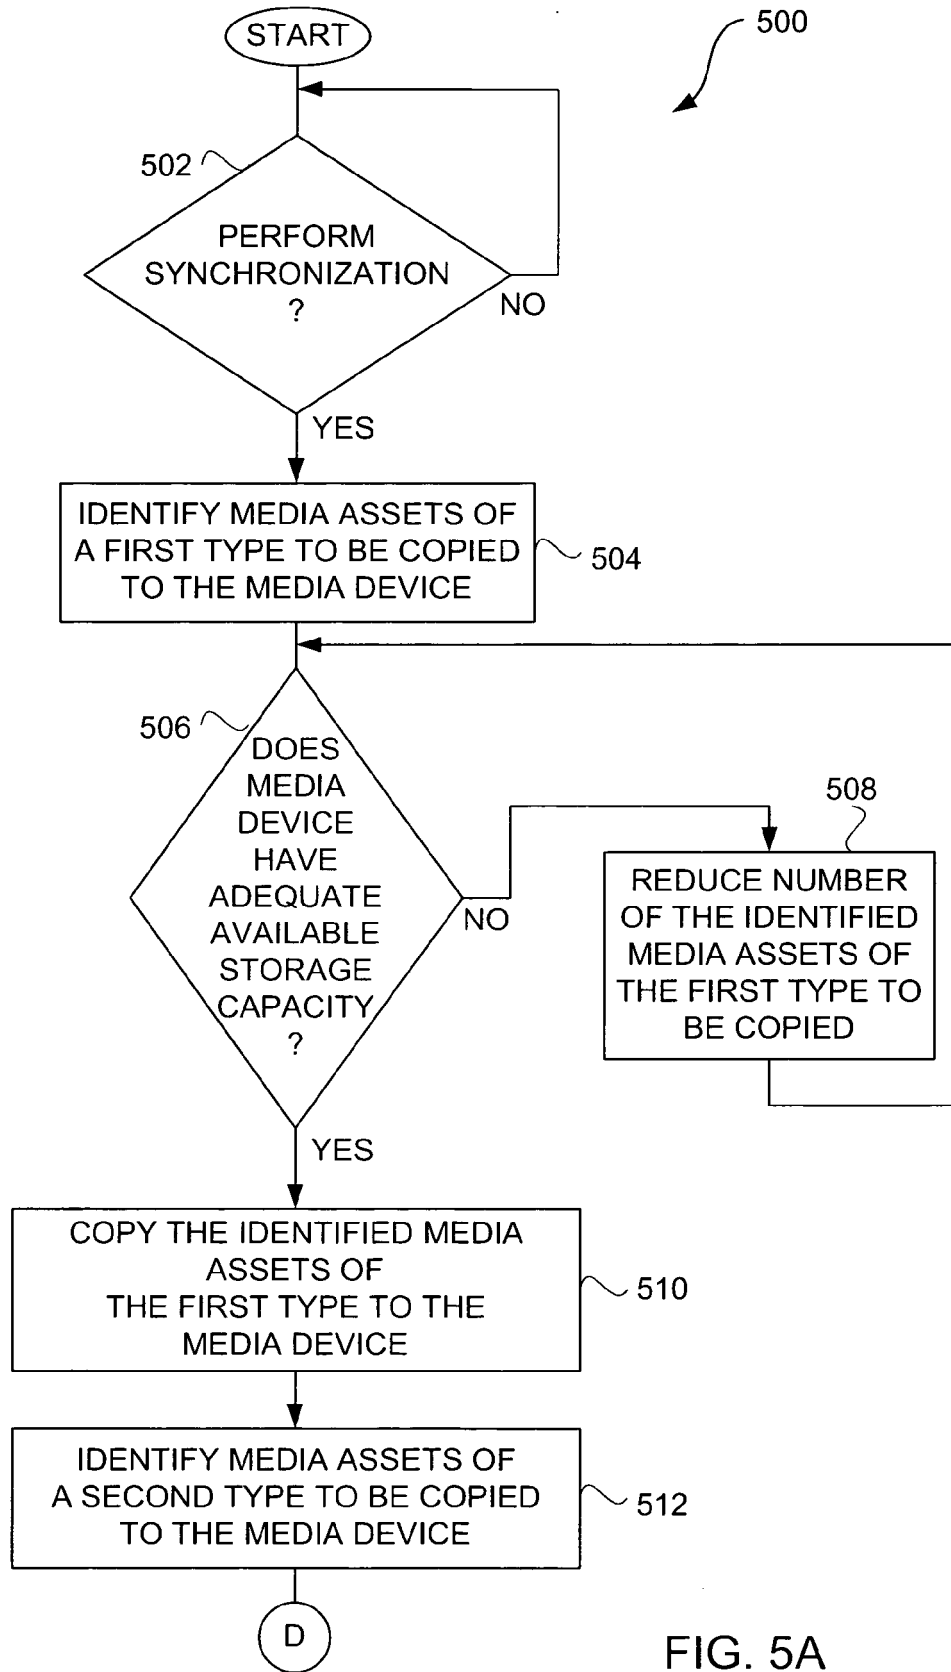 START
500
502
PERFORM
SYNCHRONIZATION
?
NO
YES
IDENTIFY MEDIA ASSETS OF
A FIRST TYPE TO BE COPIED
TO THE MEDIA DEVICE
504
506
DOES
MEDIA
DEVICE
HAVE
ADEQUATE
AVAILABLE
STORAGE
CAPACITY
?
NO
508
REDUCE NUMBER
OF THE IDENTIFIED
MEDIA ASSETS OF
THE FIRST TYPE TO
BE COPIED
YES
COPY THE IDENTIFIED MEDIA
ASSETS OF
THE FIRST TYPE TO THE
MEDIA DEVICE
510
IDENTIFY MEDIA ASSETS OF
A SECOND TYPE TO BE COPIED
TO THE MEDIA DEVICE
512
D
FIG. 5A